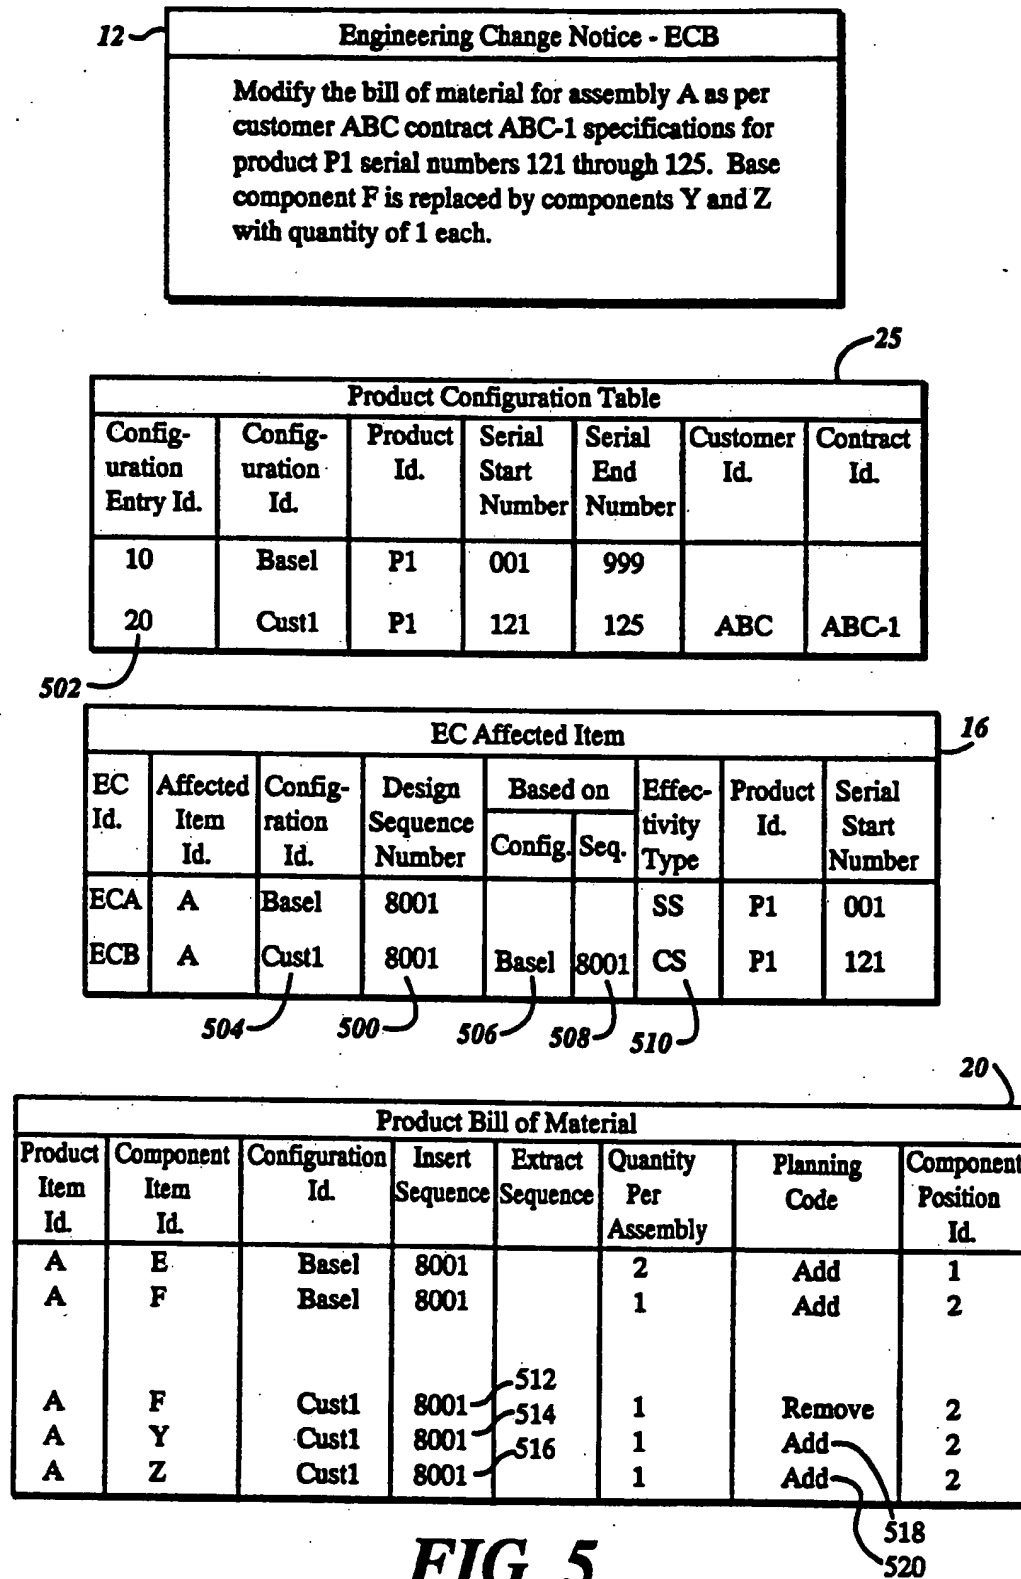 12
Engineering Change Notice - ECB
Modify the bill of material for assembly A as per
customer ABC contract ABC-1 specifications for
product P1 serial numbers 121 through 125. Base
component F is replaced by components Y and Z
with quantity of 1 each.
25
Product Configuration Table
Config- Config- Product Serial Serial Customer Contract
uration uration Id. Start End Id. Id.
Entry Id. Id. Number Number
10 Basel P1 001 999
20 Cust1 P1 121 125 ABC ABC-1
502
16
EC Affected Item
EC Affected Config- Design Based on Effec- Product Serial
Id. Item ration Sequence Config. Seq. tivity Id. Start
Id. Id. Number Type Number
ECA A Basel 8001 SS P1 001
ECB A Cust1 8001 Basel 8001 CS P1 121
504 500 506 508 510
20
Product Bill of Material
Product Component Configuration Insert Extract Quantity Planning Component
Item Item Id. Sequence Sequence Per Code Position
Id. Id. Assembly Id.
A E Basel 8001 2 Add 1
A F Basel 8001 1 Add 2
512
A F Cust1 8001 1 Remove 2
514
A Y Cust1 8001 1 Add 2
516
A Z Cust1 8001 1 Add 2
518
520
FIG. 5